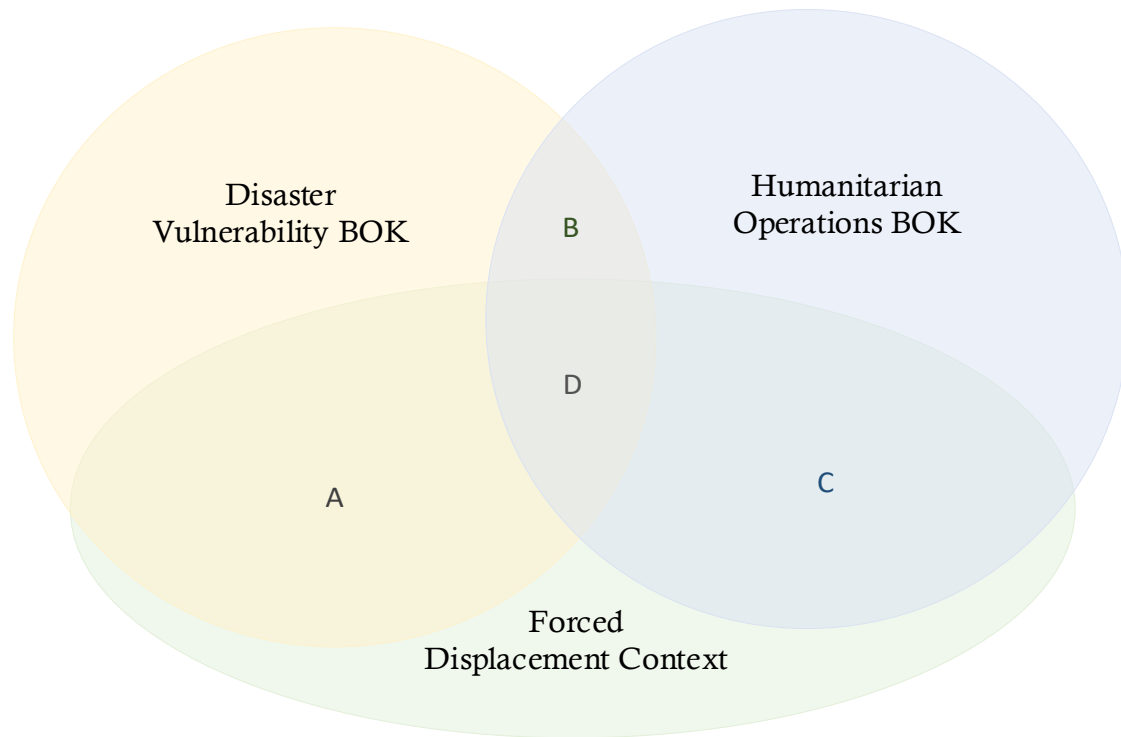 Disaster
Vulnerability BOK
Humanitarian
Operations BOK
B
D
A
C
Forced
Displacement Context